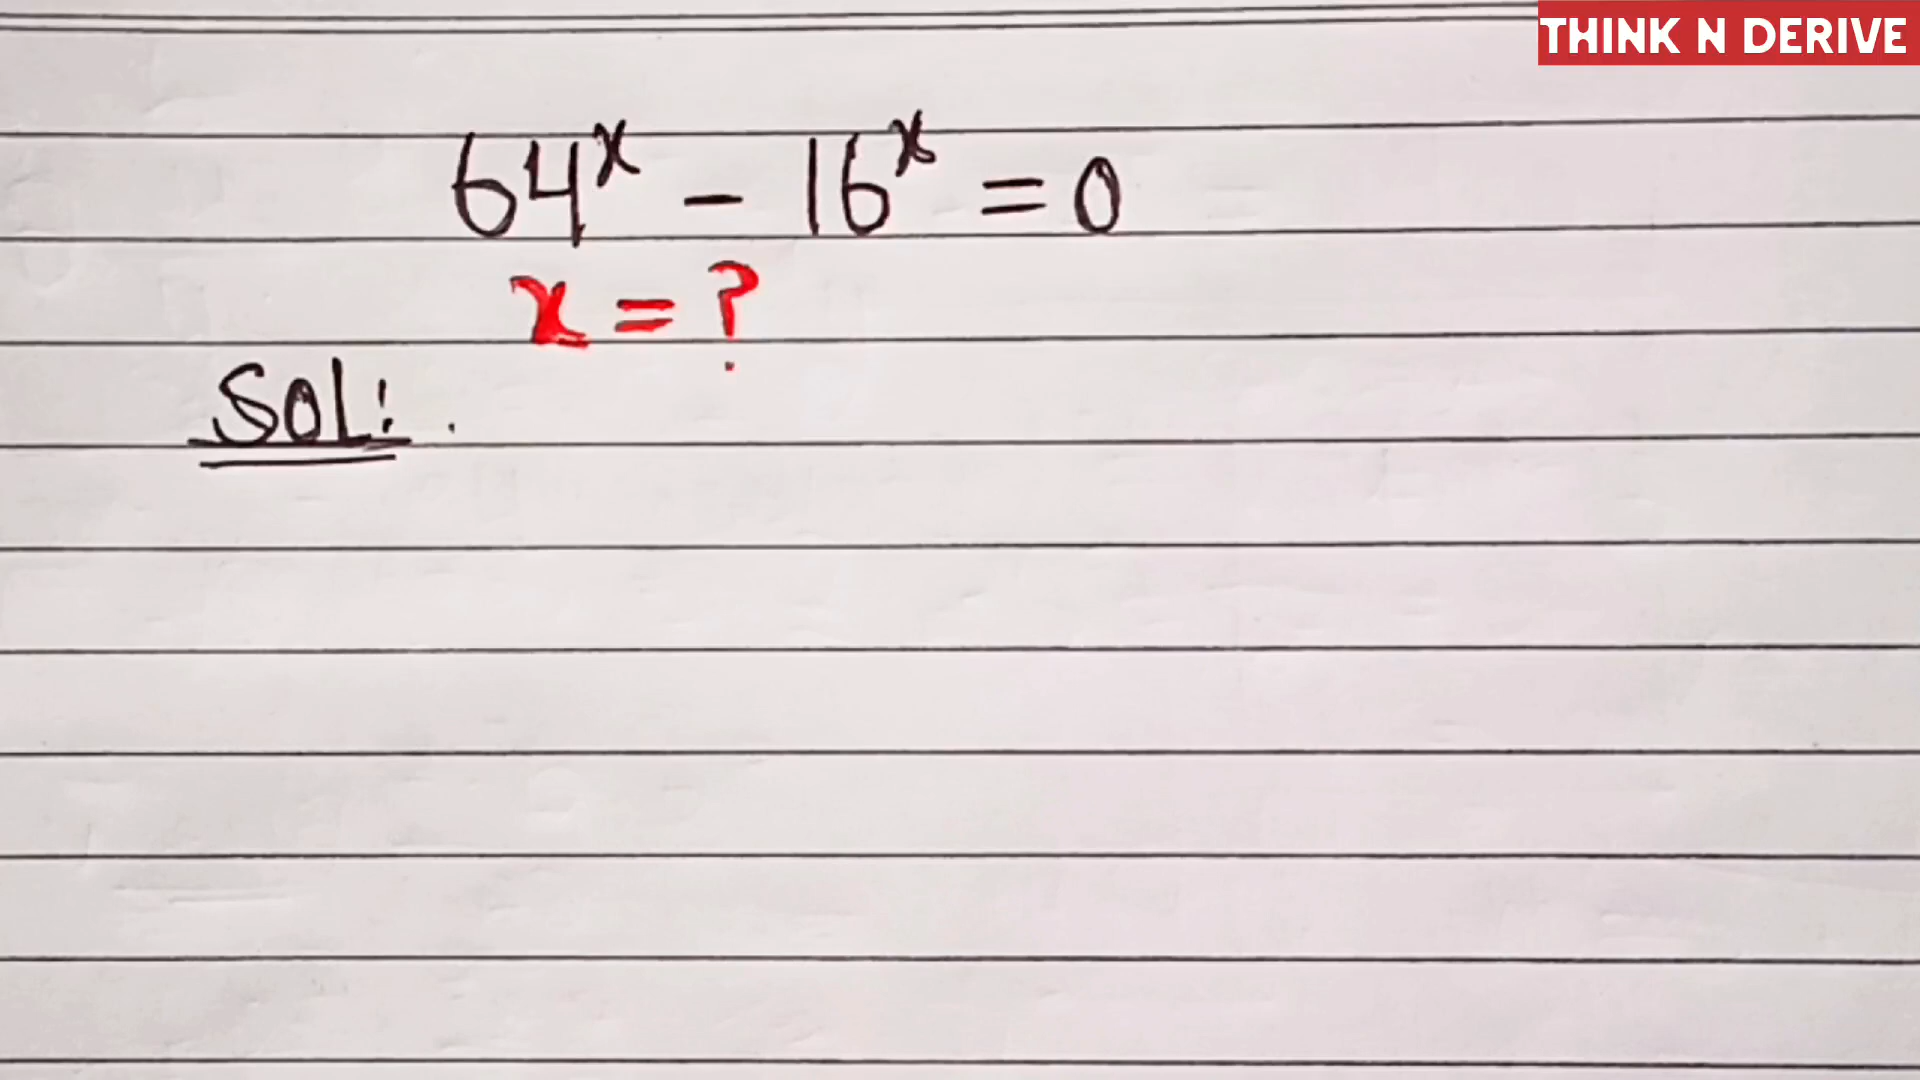 THINK N DERIVE
64^x - 16^x = 0
x = ?
Sol: